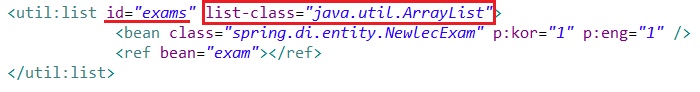 <util:list id="exams" list-class="java.util.ArrayList">
<bean class="spring.di.entity.NewlecExam" p:kor="1" p:eng="1" />
<ref bean="exam"></ref>
</util:list>